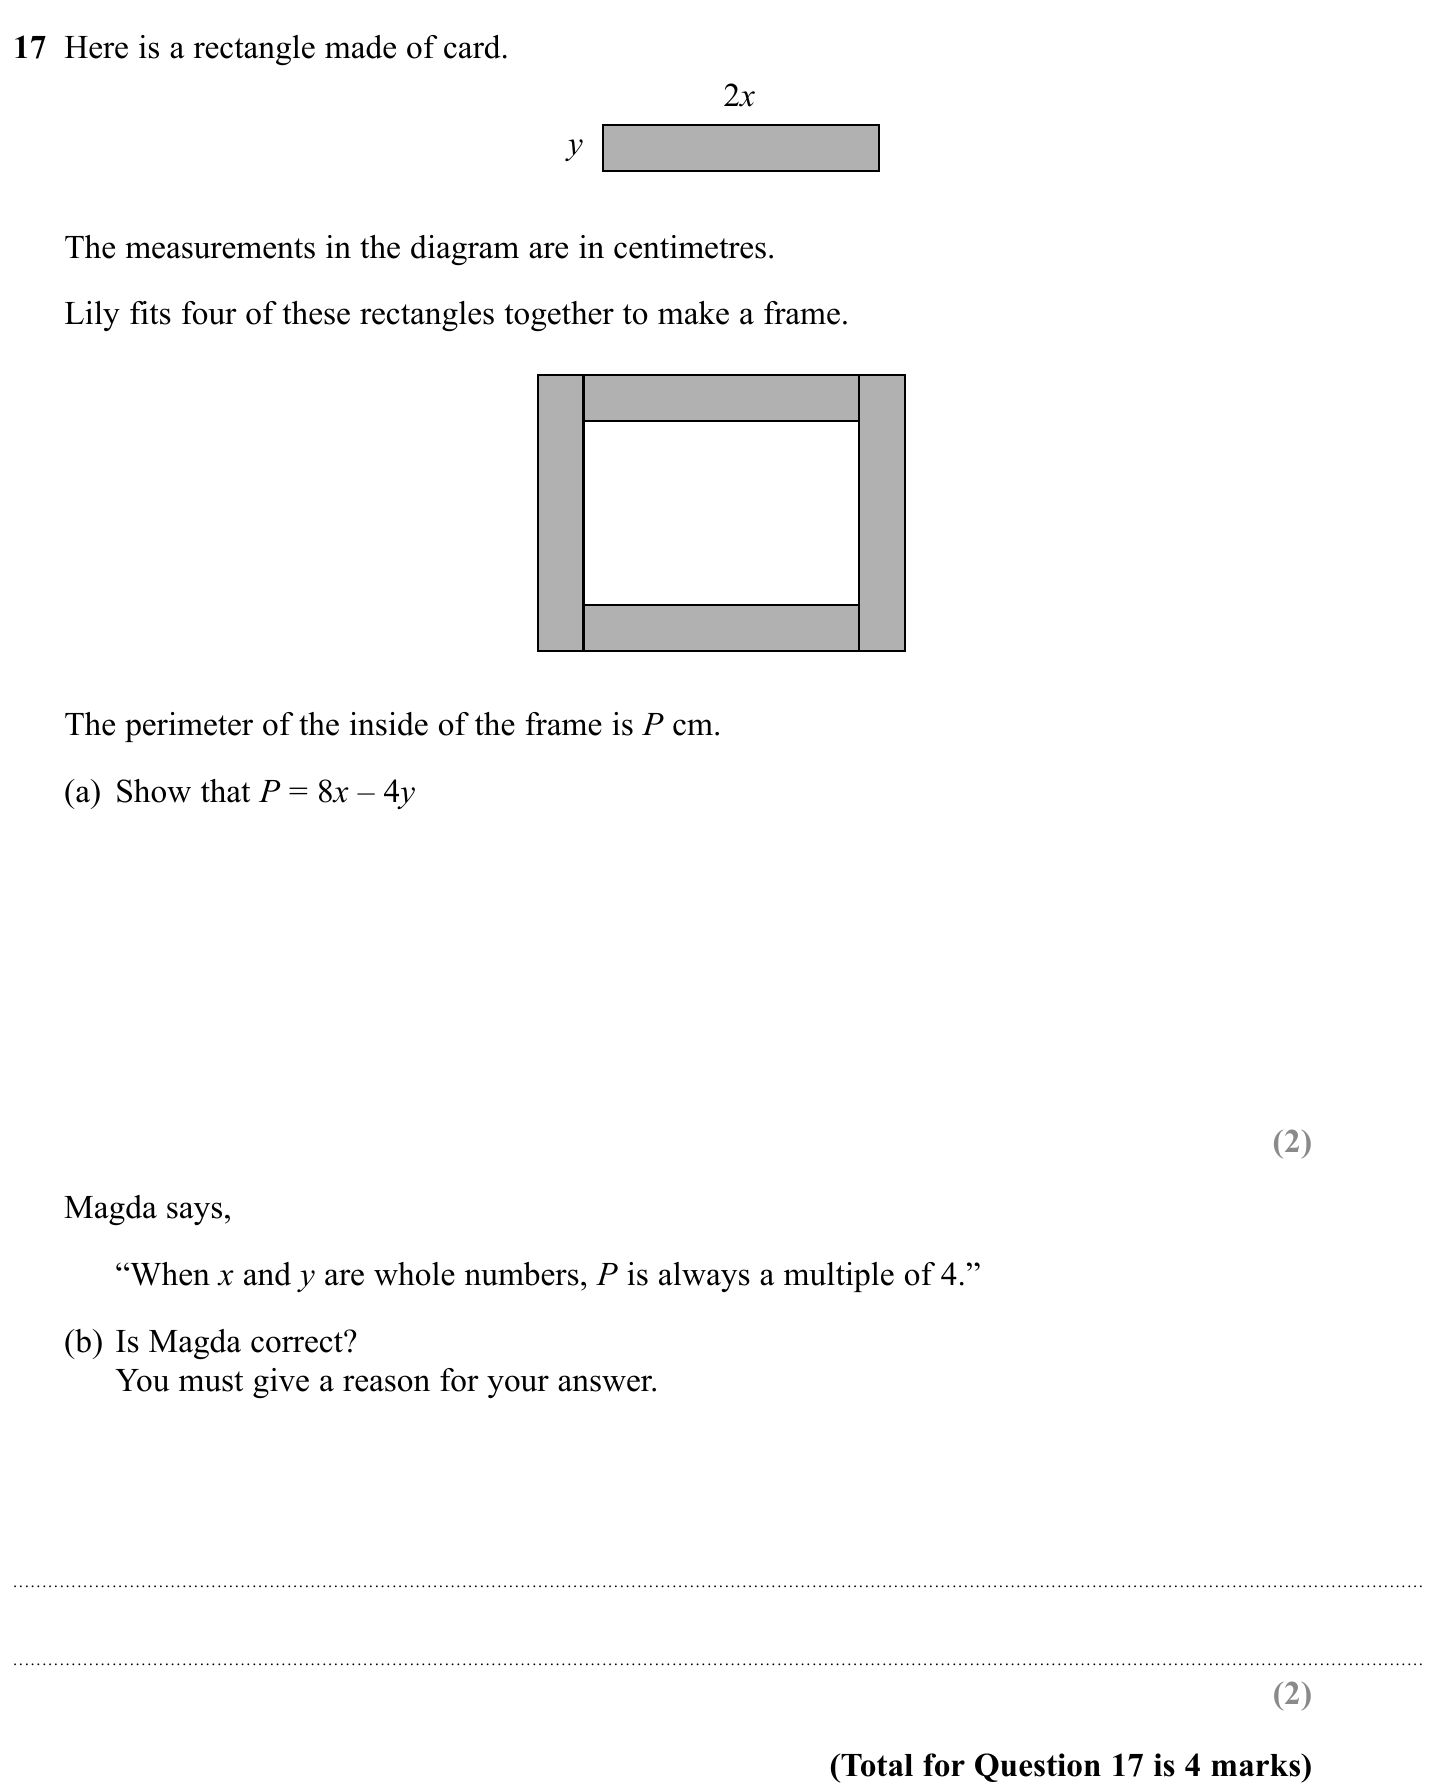 17 Here is a rectangle made of card.
2x
y
The measurements in the diagram are in centimetres.
Lily fits four of these rectangles together to make a frame.
The perimeter of the inside of the frame is P cm.
(a) Show that P = 8x – 4y
(2)
Magda says,
“When x and y are whole numbers, P is always a multiple of 4.”
(b) Is Magda correct?
You must give a reason for your answer.
(2)
(Total for Question 17 is 4 marks)